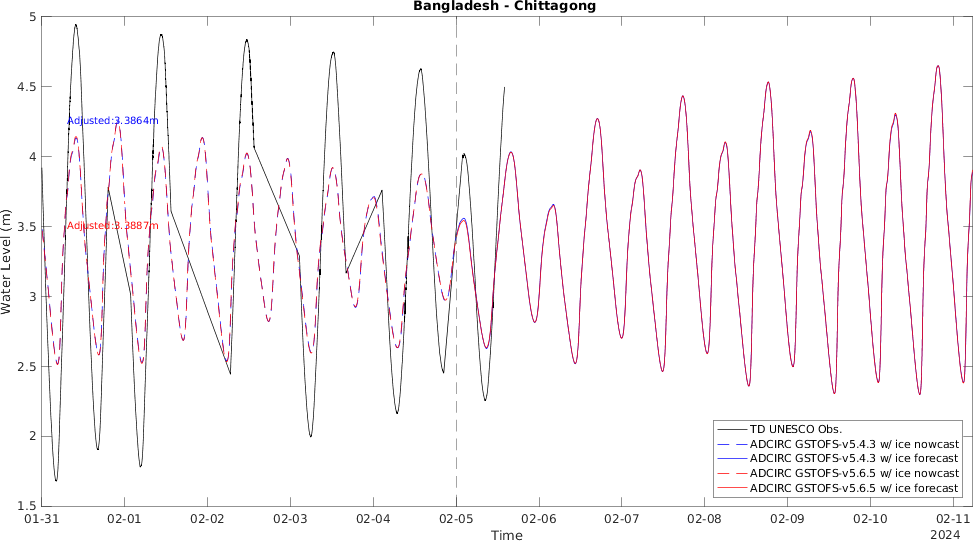 Bangladesh - Chittagong
5
4.5
4
3.5
3
2.5
2
1.5
Water Level (m)
Adjusted:3.3864m
Adjusted:3.3887m
TD UNESCO Obs.
ADCIRC GSTOFS-v5.4.3 w/ ice nowcast
ADCIRC GSTOFS-v5.4.3 w/ ice forecast
ADCIRC GSTOFS-v5.6.5 w/ ice nowcast
ADCIRC GSTOFS-v5.6.5 w/ ice forecast
01-31 02-01 02-02 02-03 02-04 02-05 02-06 02-07 02-08 02-09 02-10 02-11
Time
2024